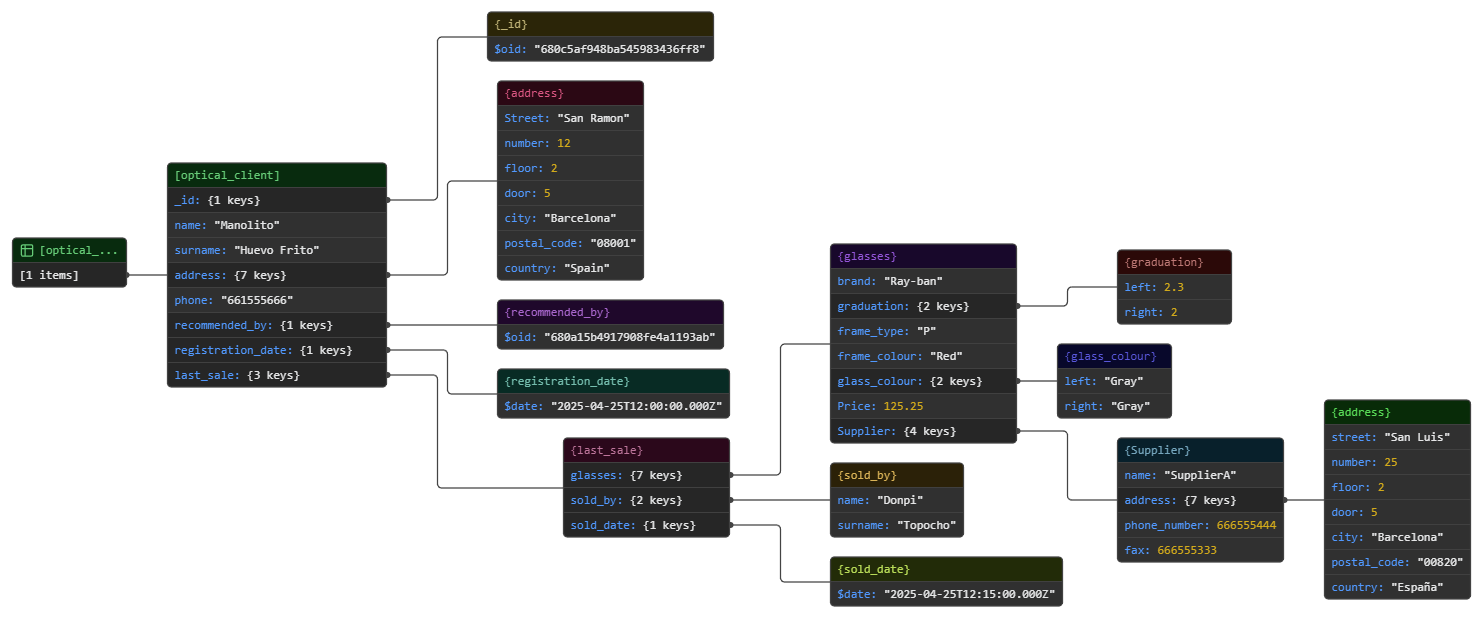 [optical_...
[1 items]
[optical_client]
_id: {1 keys}
name: "Manolito"
surname: "Huevo Frito"
address: {7 keys}
phone: "661555666"
recommended_by: {1 keys}
registration_date: {1 keys}
last_sale: {3 keys}
{_id}
$oid: "680c5af948ba545983436ff8"
{address}
Street: "San Ramon"
number: 12
floor: 2
door: 5
city: "Barcelona"
postal_code: "08001"
country: "Spain"
{recommended_by}
$oid: "680a15b4917908fe4a1193ab"
{registration_date}
$date: "2025-04-25T12:00:00.000Z"
{last_sale}
glasses: {7 keys}
sold_by: {2 keys}
sold_date: {1 keys}
{glasses}
brand: "Ray-ban"
graduation: {2 keys}
frame_type: "P"
frame_colour: "Red"
glass_colour: {2 keys}
Price: 125.25
Supplier: {4 keys}
{sold_by}
name: "Donpi"
surname: "Topocho"
{sold_date}
$date: "2025-04-25T12:15:00.000Z"
{graduation}
left: 2.3
right: 2
{glass_colour}
left: "Gray"
right: "Gray"
{Supplier}
name: "SupplierA"
address: {7 keys}
phone_number: 666555444
fax: 666555333
{address}
street: "San Luis"
number: 25
floor: 2
door: 5
city: "Barcelona"
postal_code: "00820"
country: "España"